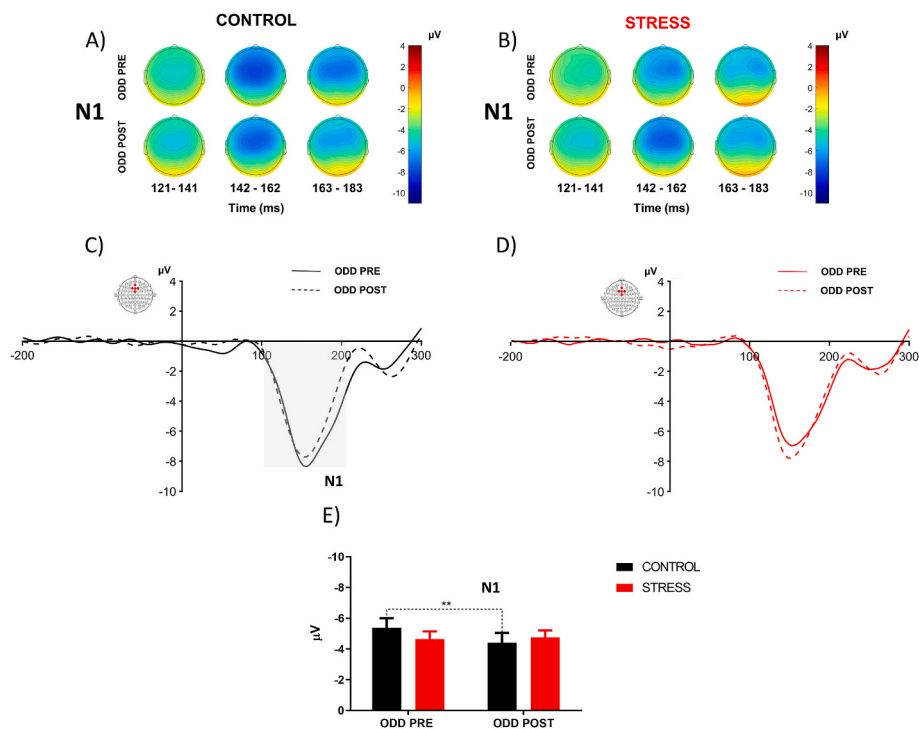 CONTROL
STRESS
A)
B)
µV
µV
ODD PRE
ODD PRE
4
2
0
-2
-4
-6
-8
-10
4
2
0
-2
-4
-6
-8
-10
N1
N1
ODD POST
ODD POST
121 - 141 142 - 162 163 - 183
121 - 141 142 - 162 163 - 183
Time (ms)
Time (ms)
C)
µV
ODD PRE
ODD POST
4
2
-2
-4
-6
-8
-10
-200 100 200 300
N1
D)
µV
ODD PRE
ODD POST
4
2
-2
-4
-6
-8
-10
-200 100 200 300
E)
N1
CONTROL
STRESS
µV
-10
-8
-6
-4
-2
0
**
ODD PRE ODD POST